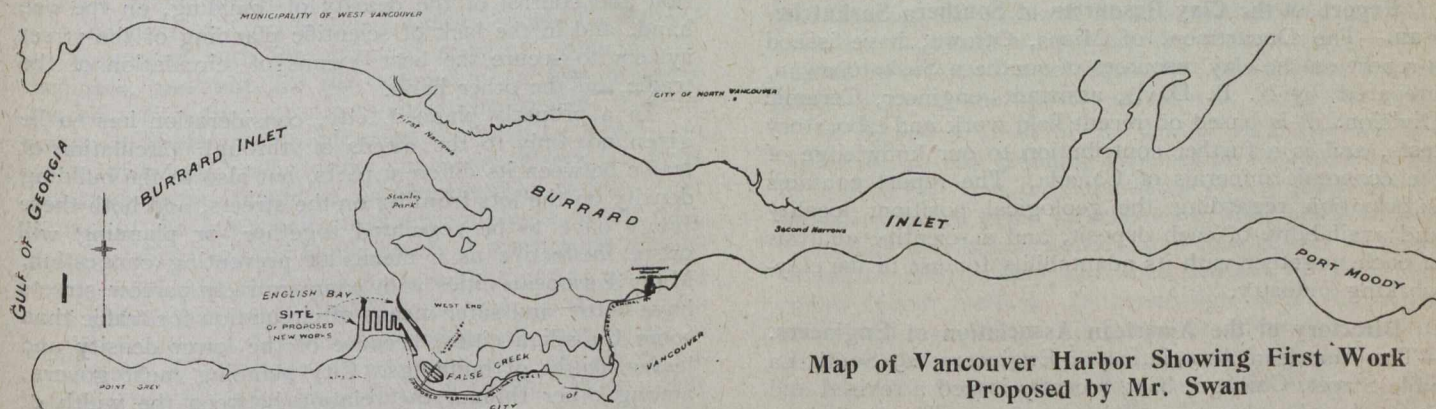 MUNICIPALITY OF WEST VANCOUVER
CITY OF NORTH VANCOUVER
First Narrows
GULF OF GEORGIA
BURRARD INLET
Stanley Park
BURRARD
INLET
Second Narrows
PORT MOODY
ENGLISH BAY
SITE
OF PROPOSED
NEW WORKS
WEST END
FALSE CREEK
VANCOUVER
POINT GREY
TERMINAL
CITY
OF
Map of Vancouver Harbor Showing First Work
Proposed by Mr. Swan